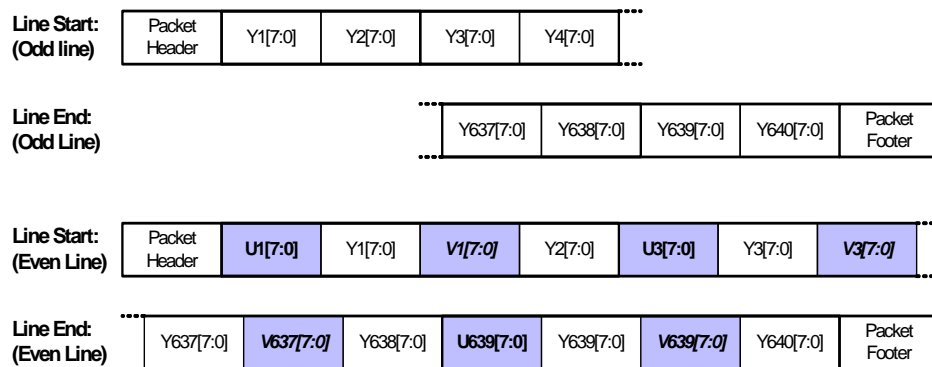 Line Start: Packet Header Y1[7:0] Y2[7:0] Y3[7:0] Y4[7:0]
(Odd line)
Line End: Y637[7:0] Y638[7:0] Y639[7:0] Y640[7:0] Packet Footer
(Odd Line)
Line Start: Packet Header U1[7:0] Y1[7:0] V1[7:0] Y2[7:0] U3[7:0] Y3[7:0] V3[7:0]
(Even Line)
Line End: Y637[7:0] V637[7:0] Y638[7:0] U639[7:0] Y639[7:0] V639[7:0] Y640[7:0] Packet Footer
(Even Line)